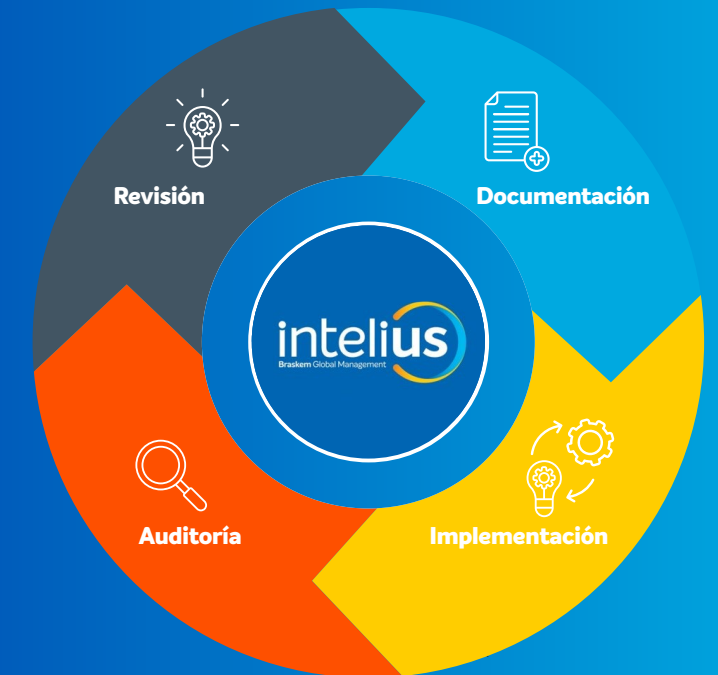 Revisión
Documentación
intelius
Braskem Global Management
Auditoría
Implementación